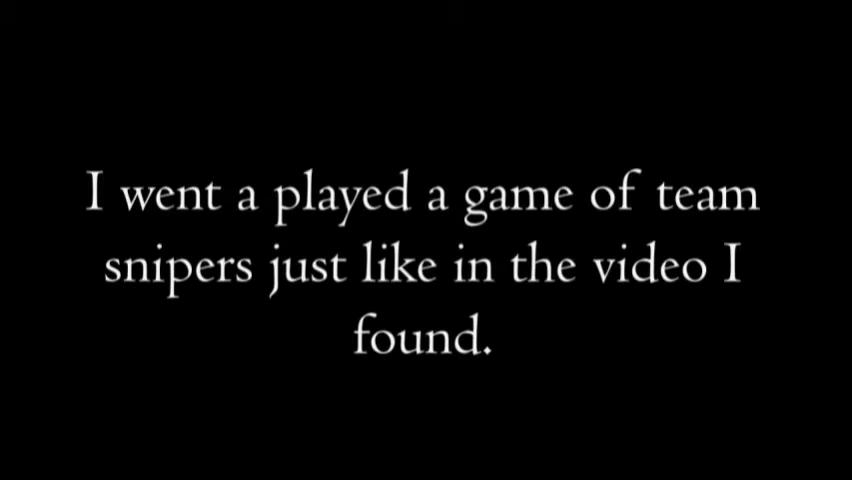 I went a played a game of team
snipers just like in the video I
found.